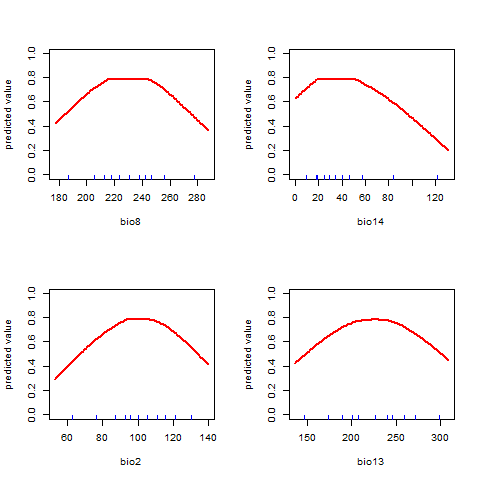 predicted value
0.0 0.2 0.4 0.6 0.8 1.0
180 200 220 240 260 280
bio8
predicted value
0.0 0.2 0.4 0.6 0.8 1.0
0 20 40 60 80 120
bio14
predicted value
0.0 0.2 0.4 0.6 0.8 1.0
60 80 100 120 140
bio2
predicted value
0.0 0.2 0.4 0.6 0.8 1.0
150 200 250 300
bio13